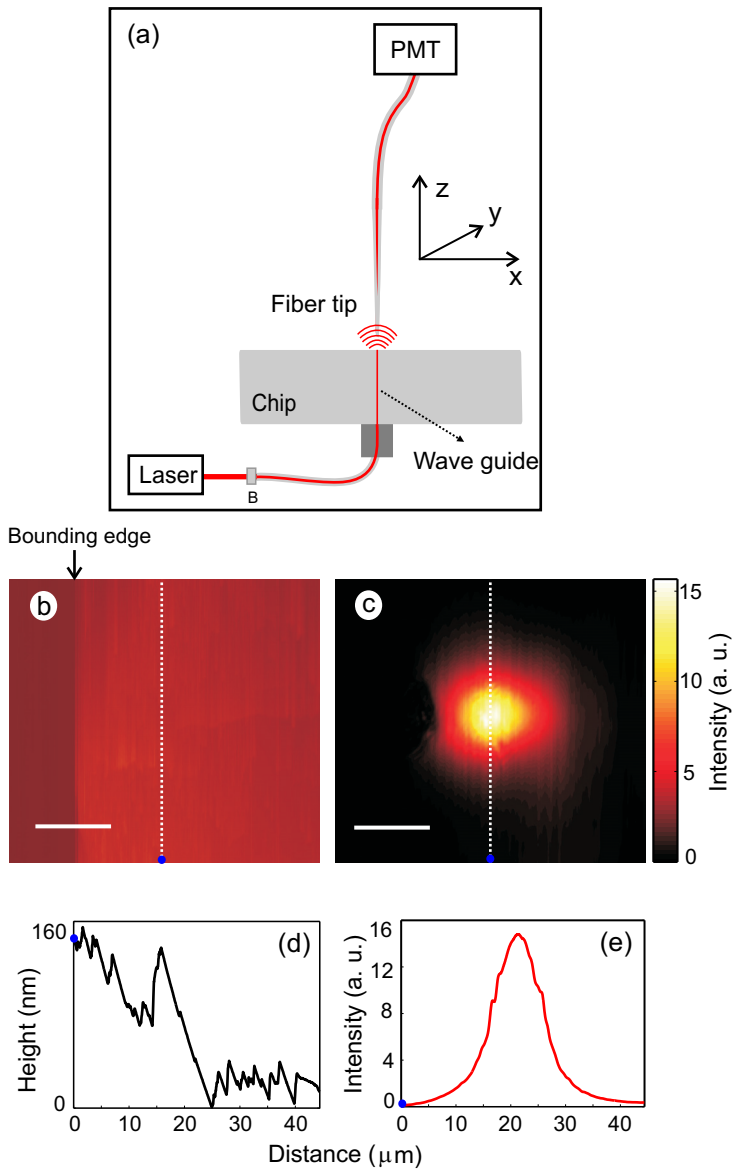 (a)
PMT
z
y
x
Fiber tip
Chip
Wave guide
Laser
B
Bounding edge
b
c
15
10
5
0
Intensity (a. u.)
(d)
160
0
Height (nm)
0 10 20 30 40
(e)
16
12
8
4
0
Intensity (a. u.)
0 10 20 30 40
Distance (μm)